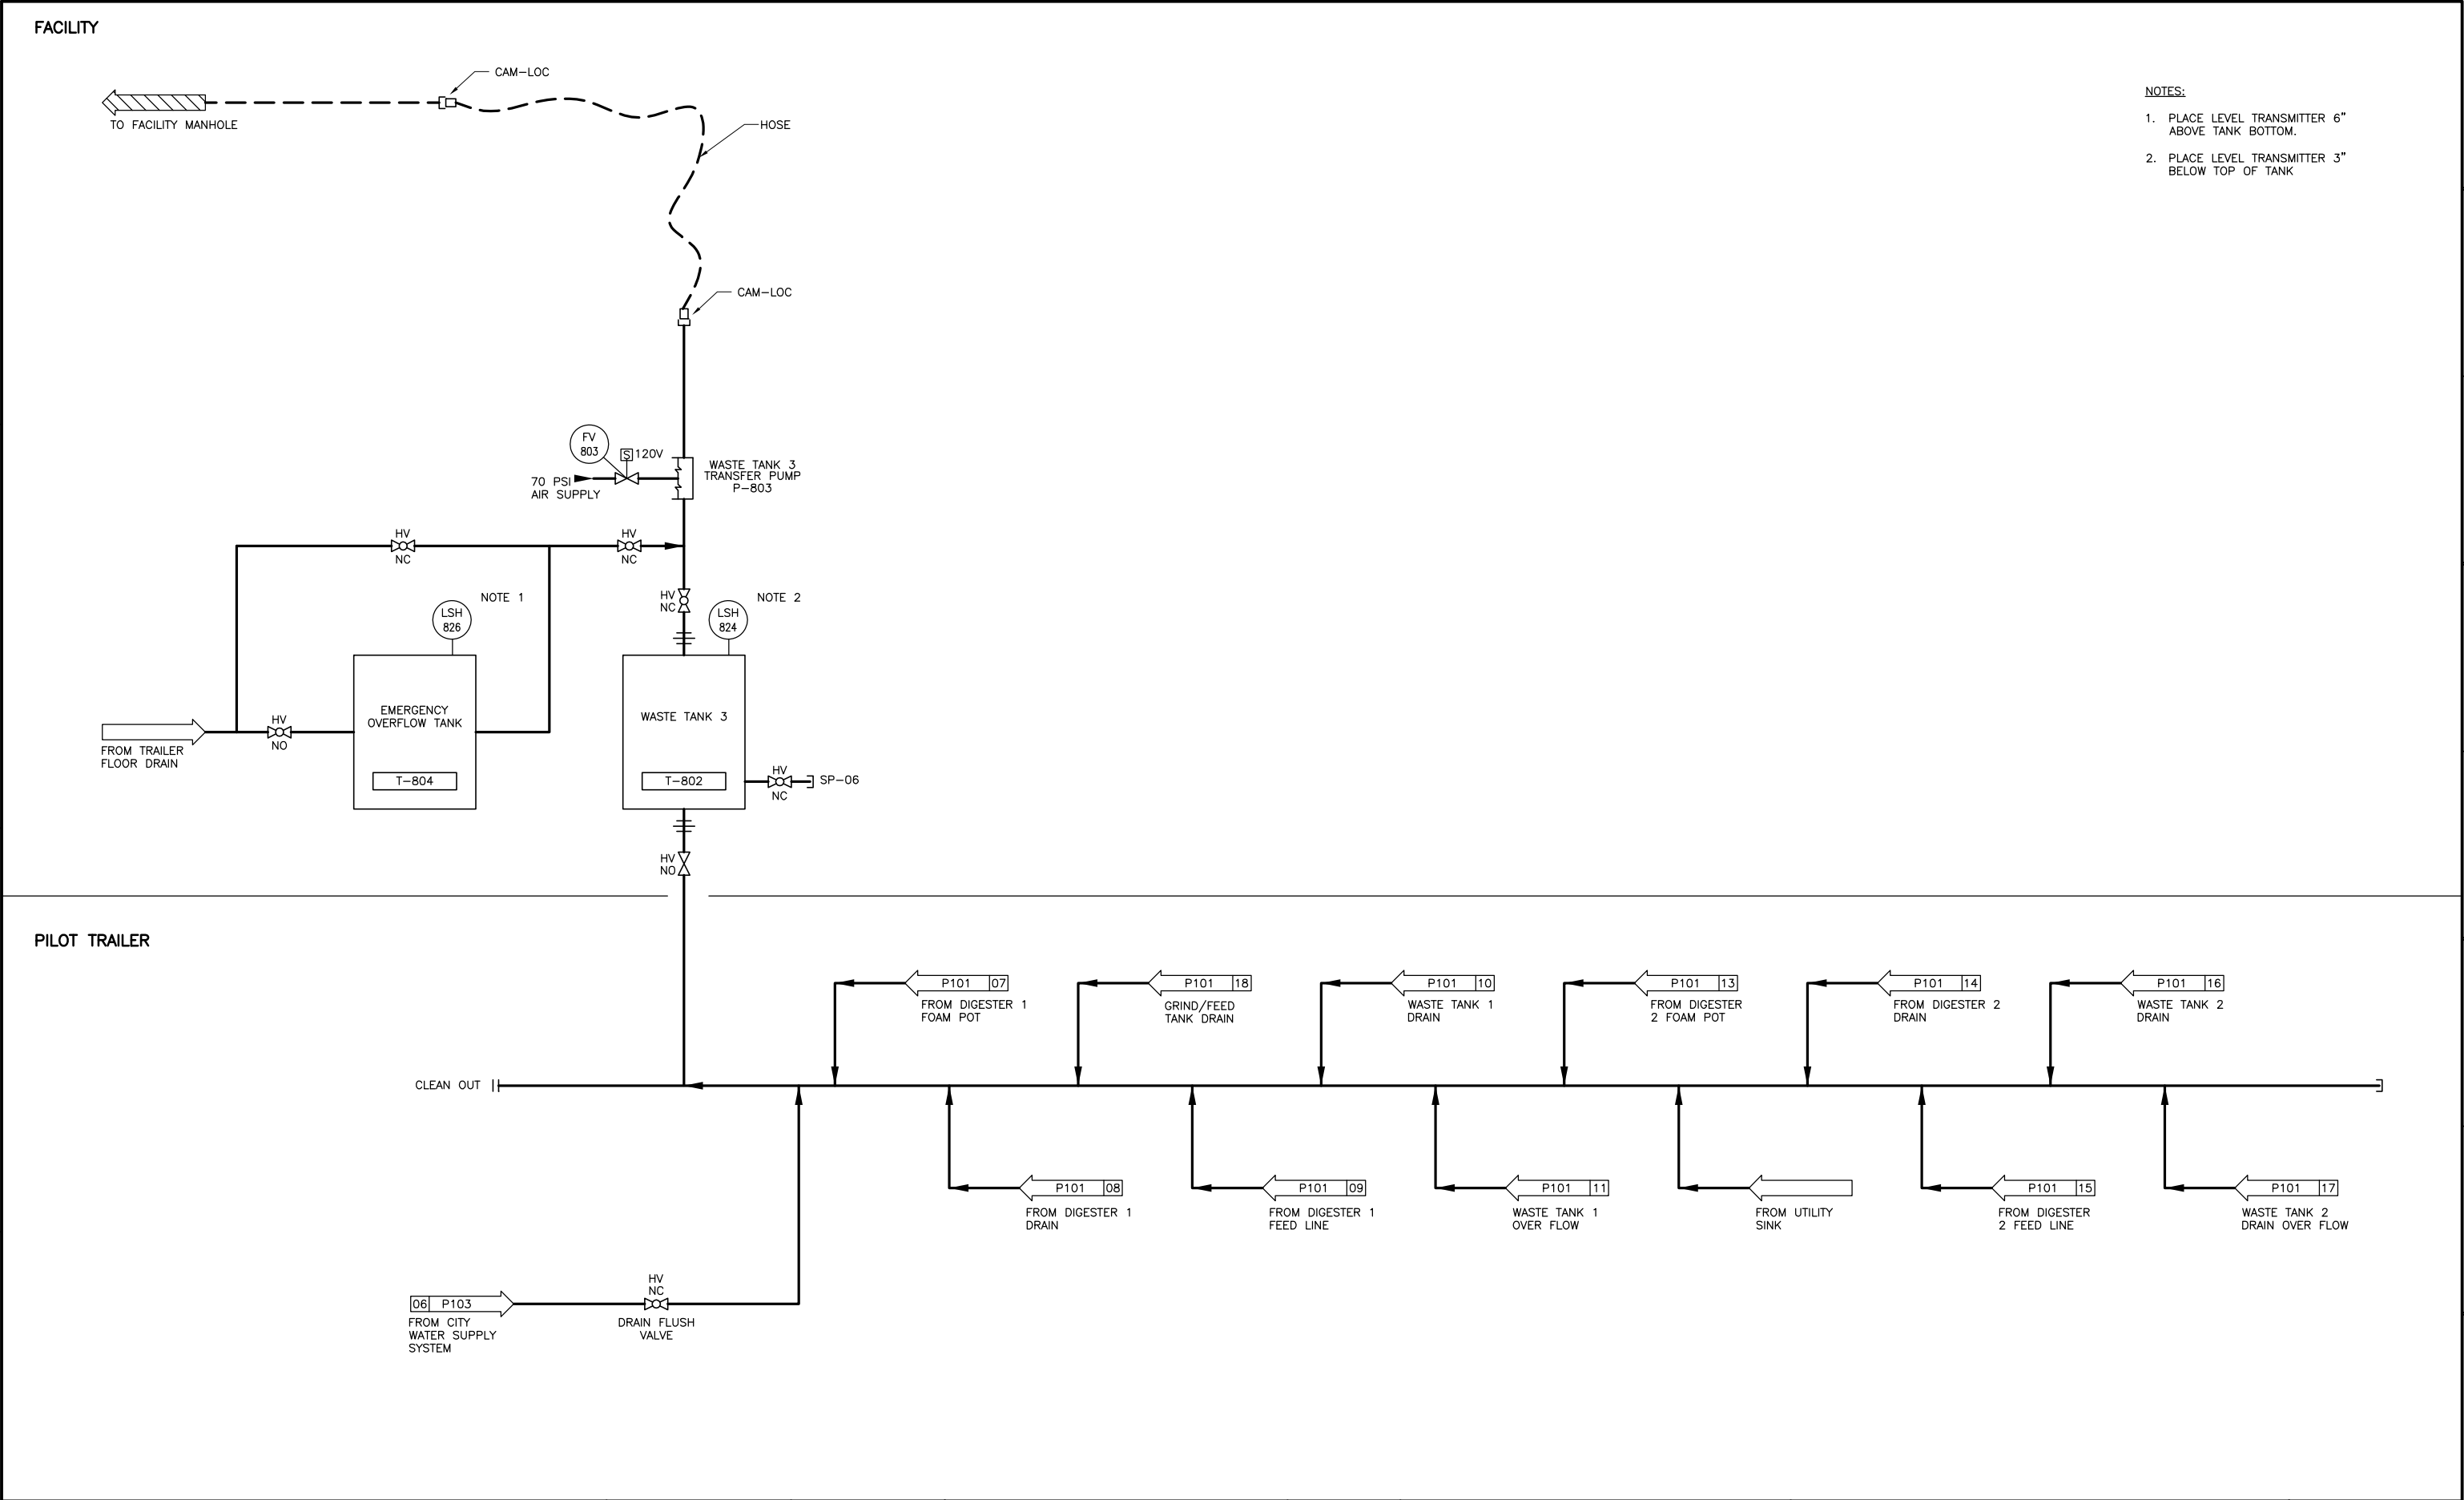 FACILITY
CAM-LOC
TO FACILITY MANHOLE
HOSE
NOTES:
1. PLACE LEVEL TRANSMITTER 6"
ABOVE TANK BOTTOM.
2. PLACE LEVEL TRANSMITTER 3"
BELOW TOP OF TANK
CAM-LOC
FV
803
S 120V
70 PSI
AIR SUPPLY
WASTE TANK 3
TRANSFER PUMP
P-803
HV
NC
HV
NC
HV
NC
LSH
826
NOTE 1
LSH
824
NOTE 2
FROM TRAILER
FLOOR DRAIN
HV
NO
EMERGENCY
OVERFLOW TANK
T-804
WASTE TANK 3
T-802
HV
NC
SP-06
HV
NO
PILOT TRAILER
P101 07
FROM DIGESTER 1
FOAM POT
P101 18
GRIND/FEED
TANK DRAIN
P101 10
WASTE TANK 1
DRAIN
P101 13
FROM DIGESTER
2 FOAM POT
P101 14
FROM DIGESTER 2
DRAIN
P101 16
WASTE TANK 2
DRAIN
CLEAN OUT
P101 08
FROM DIGESTER 1
DRAIN
P101 09
FROM DIGESTER 1
FEED LINE
P101 11
WASTE TANK 1
OVER FLOW
FROM UTILITY
SINK
P101 15
FROM DIGESTER
2 FEED LINE
P101 17
WASTE TANK 2
DRAIN OVER FLOW
06 P103
FROM CITY
WATER SUPPLY
SYSTEM
HV
NC
DRAIN FLUSH
VALVE